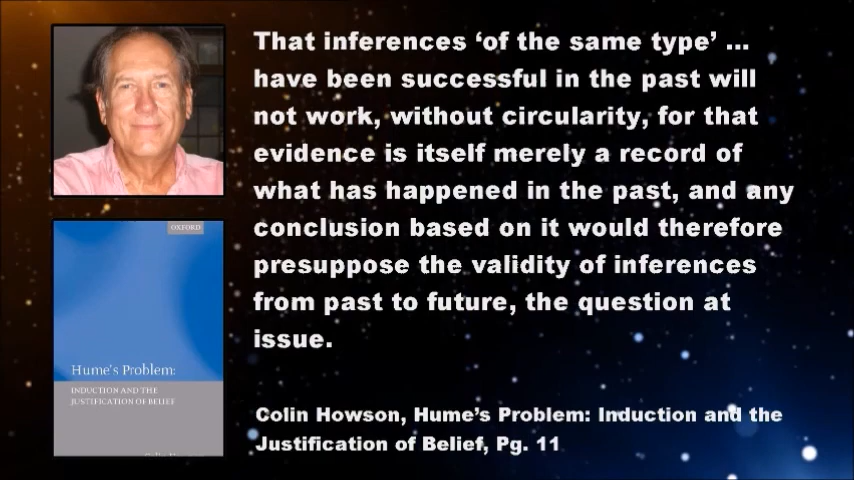 That inferences ‘of the same type’ ...
have been successful in the past will
not work, without circularity, for that
evidence is itself merely a record of
what has happened in the past, and any
conclusion based on it would therefore
presuppose the validity of inferences
from past to future, the question at
issue.
Colin Howson, Hume’s Problem: Induction and the
Justification of Belief, Pg. 11
OXFORD
Hume's Problem:
INDUCTION AND THE
JUSTIFICATION OF BELIEF